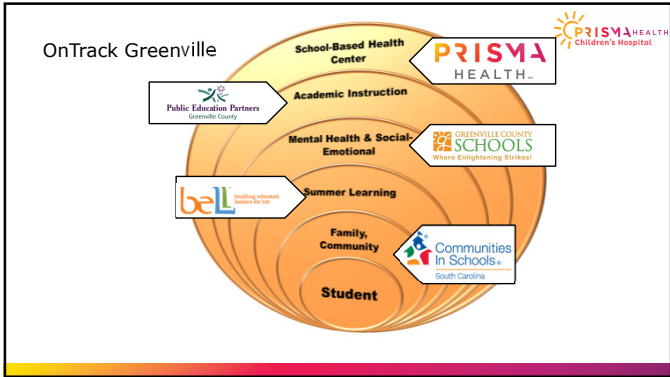 OnTrack Greenville
PRISMA HEALTH
Children's Hospital
School-Based Health
Center
PRISMA
HEALTH
Public Education Partners
Greenville County
Academic Instruction
Mental Health & Social-
Emotional
GREENVILLE COUNTY
SCHOOLS
Where Enlightening Strikes!
bell
building educated
leaders for life
Summer Learning
Family,
Community
Communities
In Schools®
South Carolina
Student